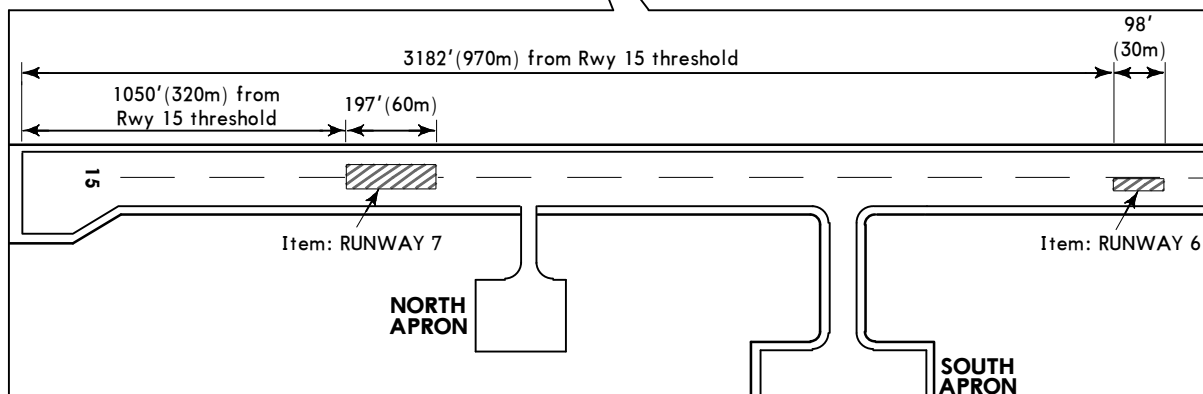 98'
(30m)
3182'(970m) from Rwy 15 threshold
1050'(320m) from
Rwy 15 threshold
197'(60m)
15
Item: RUNWAY 7
Item: RUNWAY 6
NORTH
APRON
SOUTH
APRON